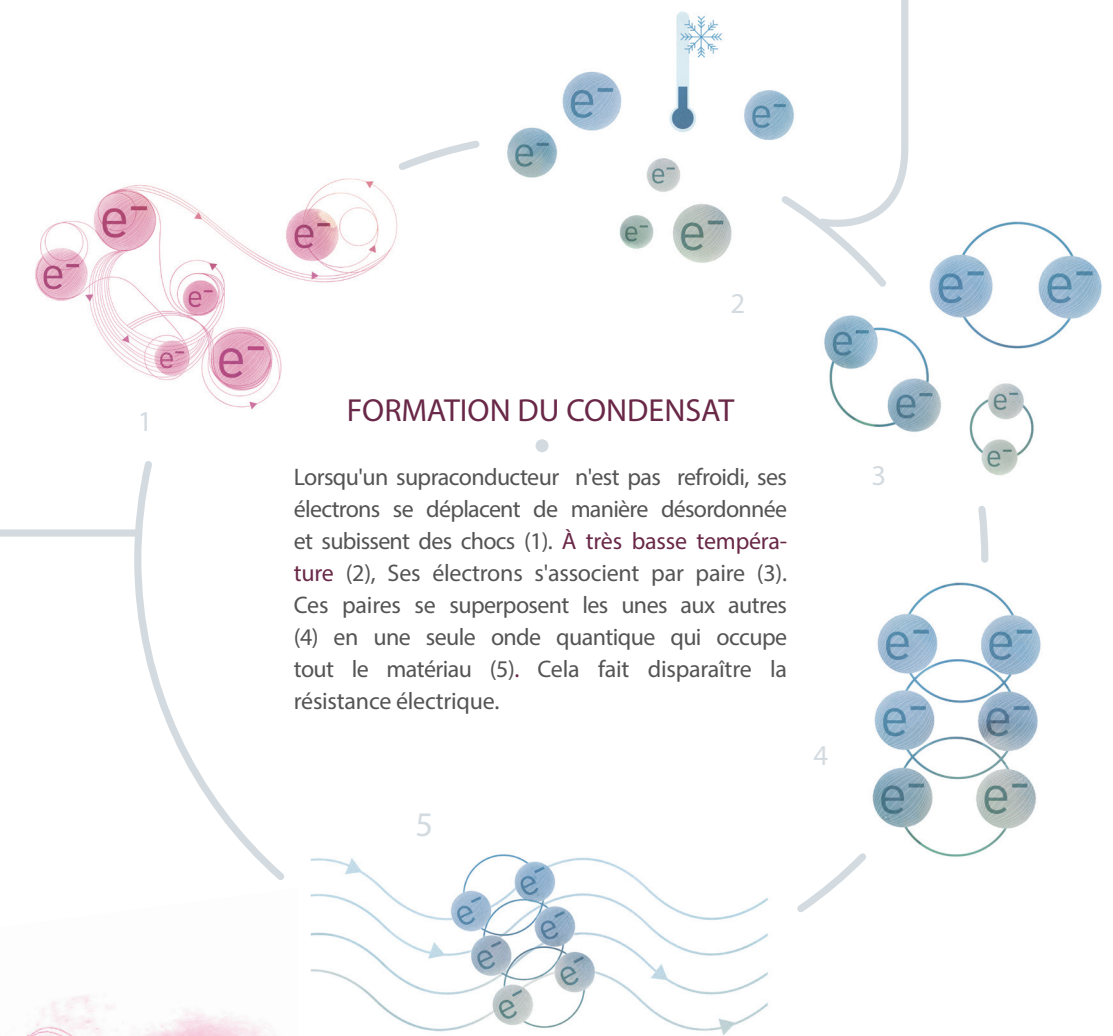 e⁻ e⁻ e⁻
e⁻ e⁻ e⁻
e⁻ e⁻ e⁻ e⁻
e⁻ e⁻
1
2
e⁻ e⁻
e⁻
e⁻ e⁻
e⁻
3
FORMATION DU CONDENSAT
Lorsqu'un supraconducteur n'est pas refroidi, ses
électrons se déplacent de manière désordonnée
et subissent des chocs (1). À très basse tempéra-
ture (2), Ses électrons s'associent par paire (3).
Ces paires se superposent les unes aux autres
(4) en une seule onde quantique qui occupe
tout le matériau (5). Cela fait disparaître la
résistance électrique.
e⁻ e⁻
e⁻ e⁻
e⁻ e⁻
4
5
e⁻
e⁻
e⁻
e⁻
e⁻
e⁻